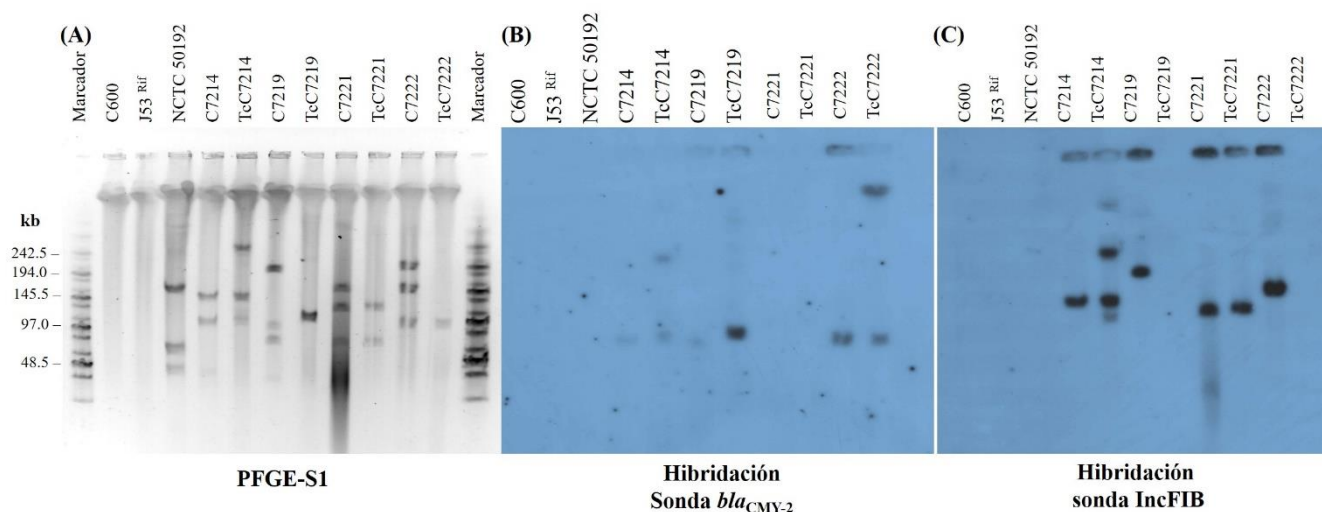 (A)
Marcador
C600
J53 Rif
NCTC 50192
C7214
TcC7214
C7219
TcC7219
C7221
TcC7221
C7222
TcC7222
Marcador
kb
242.5
194.0
145.5
97.0
48.5
PFGE-S1
(B)
C600
J53 Rif
NCTC 50192
C7214
TcC7214
C7219
TcC7219
C7221
TcC7221
C7222
TcC7222
Hibridación
Sonda blaCMY-2
(C)
C600
J53 Rif
NCTC 50192
C7214
TcC7214
C7219
TcC7219
C7221
TcC7221
C7222
TcC7222
Hibridación
sonda IncFIB